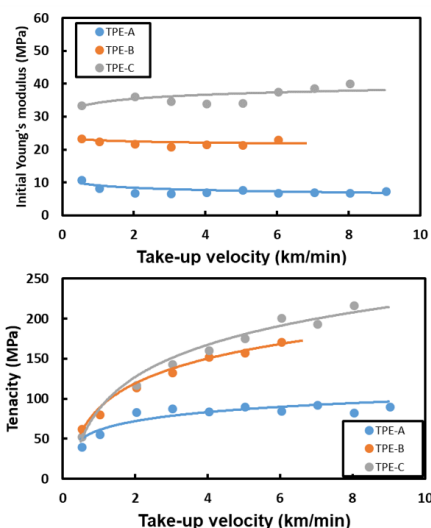 60
50
40
30
20
10
0
Initial Young's modulus (MPa)
TPE-A
TPE-B
TPE-C
0 2 4 6 8 10
Take-up velocity (km/min)
250
200
150
100
50
0
Tenacity (MPa)
TPE-A
TPE-B
TPE-C
0 2 4 6 8 10
Take-up velocity (km/min)